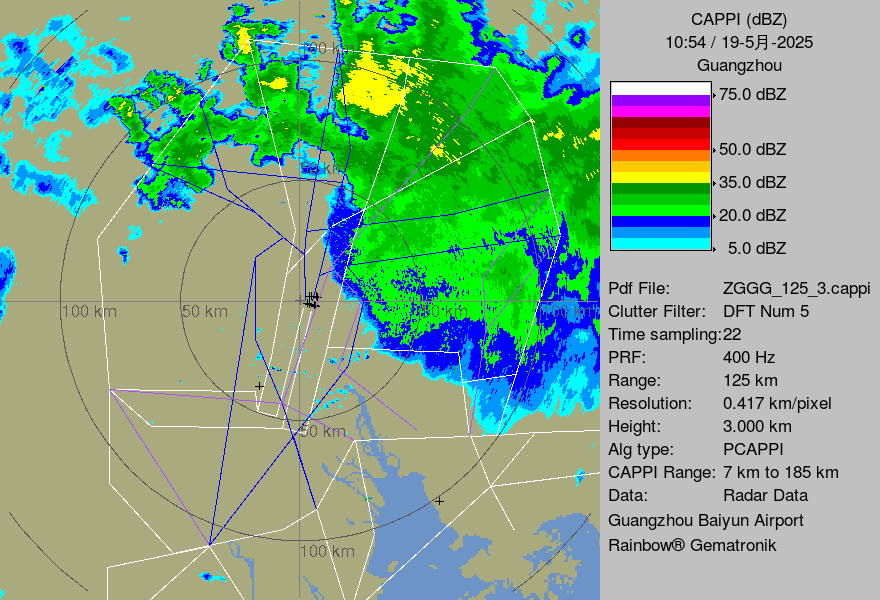 CAPPI (dBZ)
10:54 / 19-5月-2025
Guangzhou
75.0 dBZ
50.0 dBZ
35.0 dBZ
20.0 dBZ
5.0 dBZ
Pdf File: ZGGG_125_3.cappi
Clutter Filter: DFT Num 5
Time sampling:22
PRF: 400 Hz
Range: 125 km
Resolution: 0.417 km/pixel
Height: 3.000 km
Alg type: PCAPPI
CAPPI Range: 7 km to 185 km
Data: Radar Data
Guangzhou Baiyun Airport
Rainbow® Gematronik
100 km
50 km
100 km
50 km
50 km
100 km
50 km
100 km